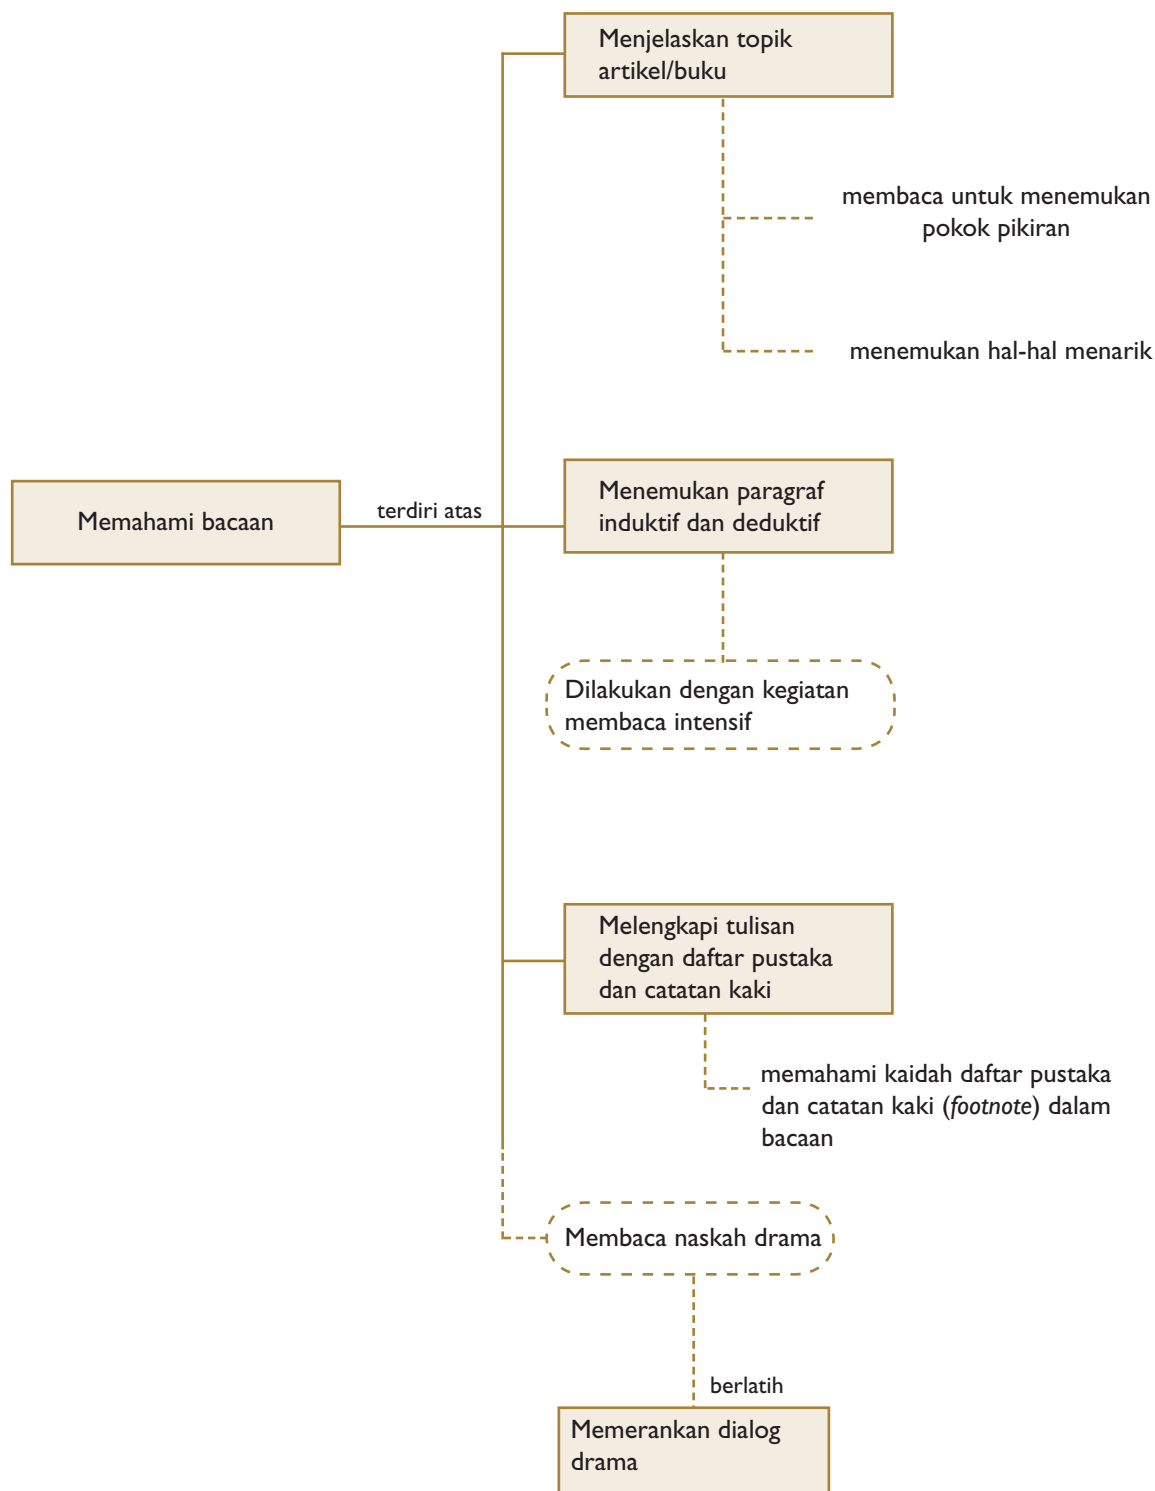 Menjelaskan topik
artikel/buku
membaca untuk menemukan
pokok pikiran
menemukan hal-hal menarik
Memahami bacaan
terdiri atas
Menemukan paragraf
induktif dan deduktif
Dilakukan dengan kegiatan
membaca intensif
Melengkapi tulisan
dengan daftar pustaka
dan catatan kaki
memahami kaidah daftar pustaka
dan catatan kaki (footnote) dalam
bacaan
Membaca naskah drama
berlatih
Memerankan dialog
drama